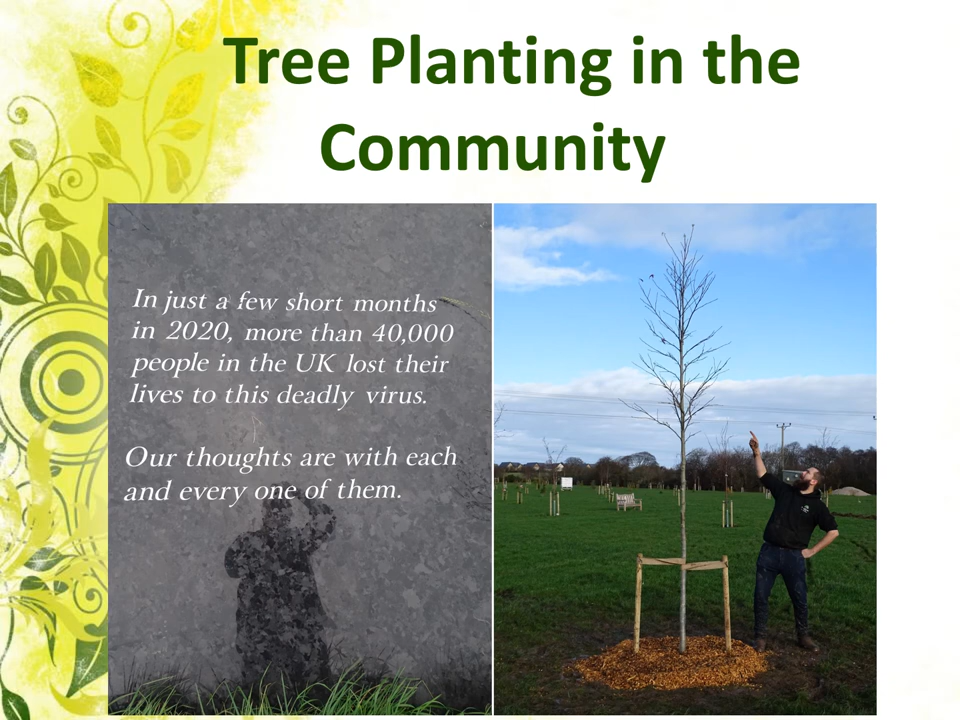 Tree Planting in the
Community
In just a few short months
in 2020, more than 40,000
people in the UK lost their
lives to this deadly virus.
Our thoughts are with each
and every one of them.